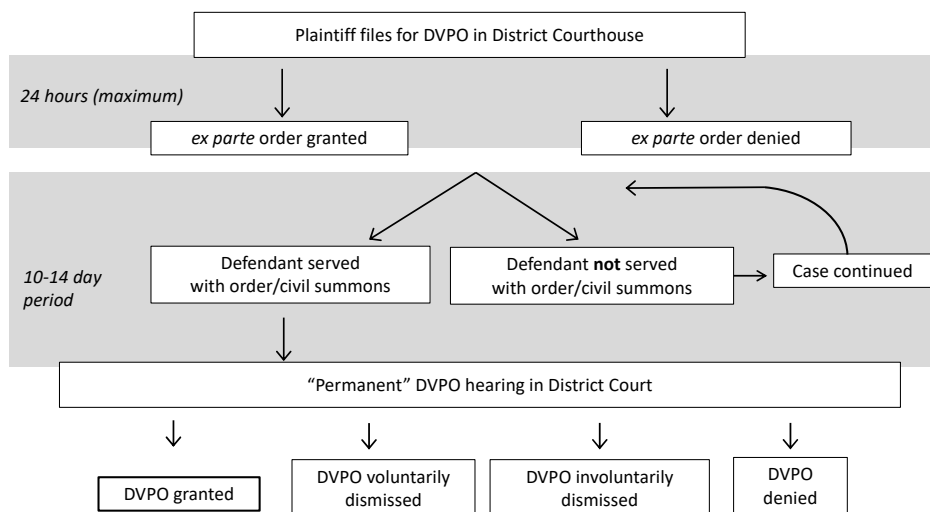 Plaintiff files for DVPO in District Courthouse
24 hours (maximum)
ex parte order granted
ex parte order denied
10-14 day
period
Defendant served
with order/civil summons
Defendant not served
with order/civil summons
Case continued
“Permanent” DVPO hearing in District Court
DVPO granted
DVPO voluntarily
dismissed
DVPO involuntarily
dismissed
DVPO
denied